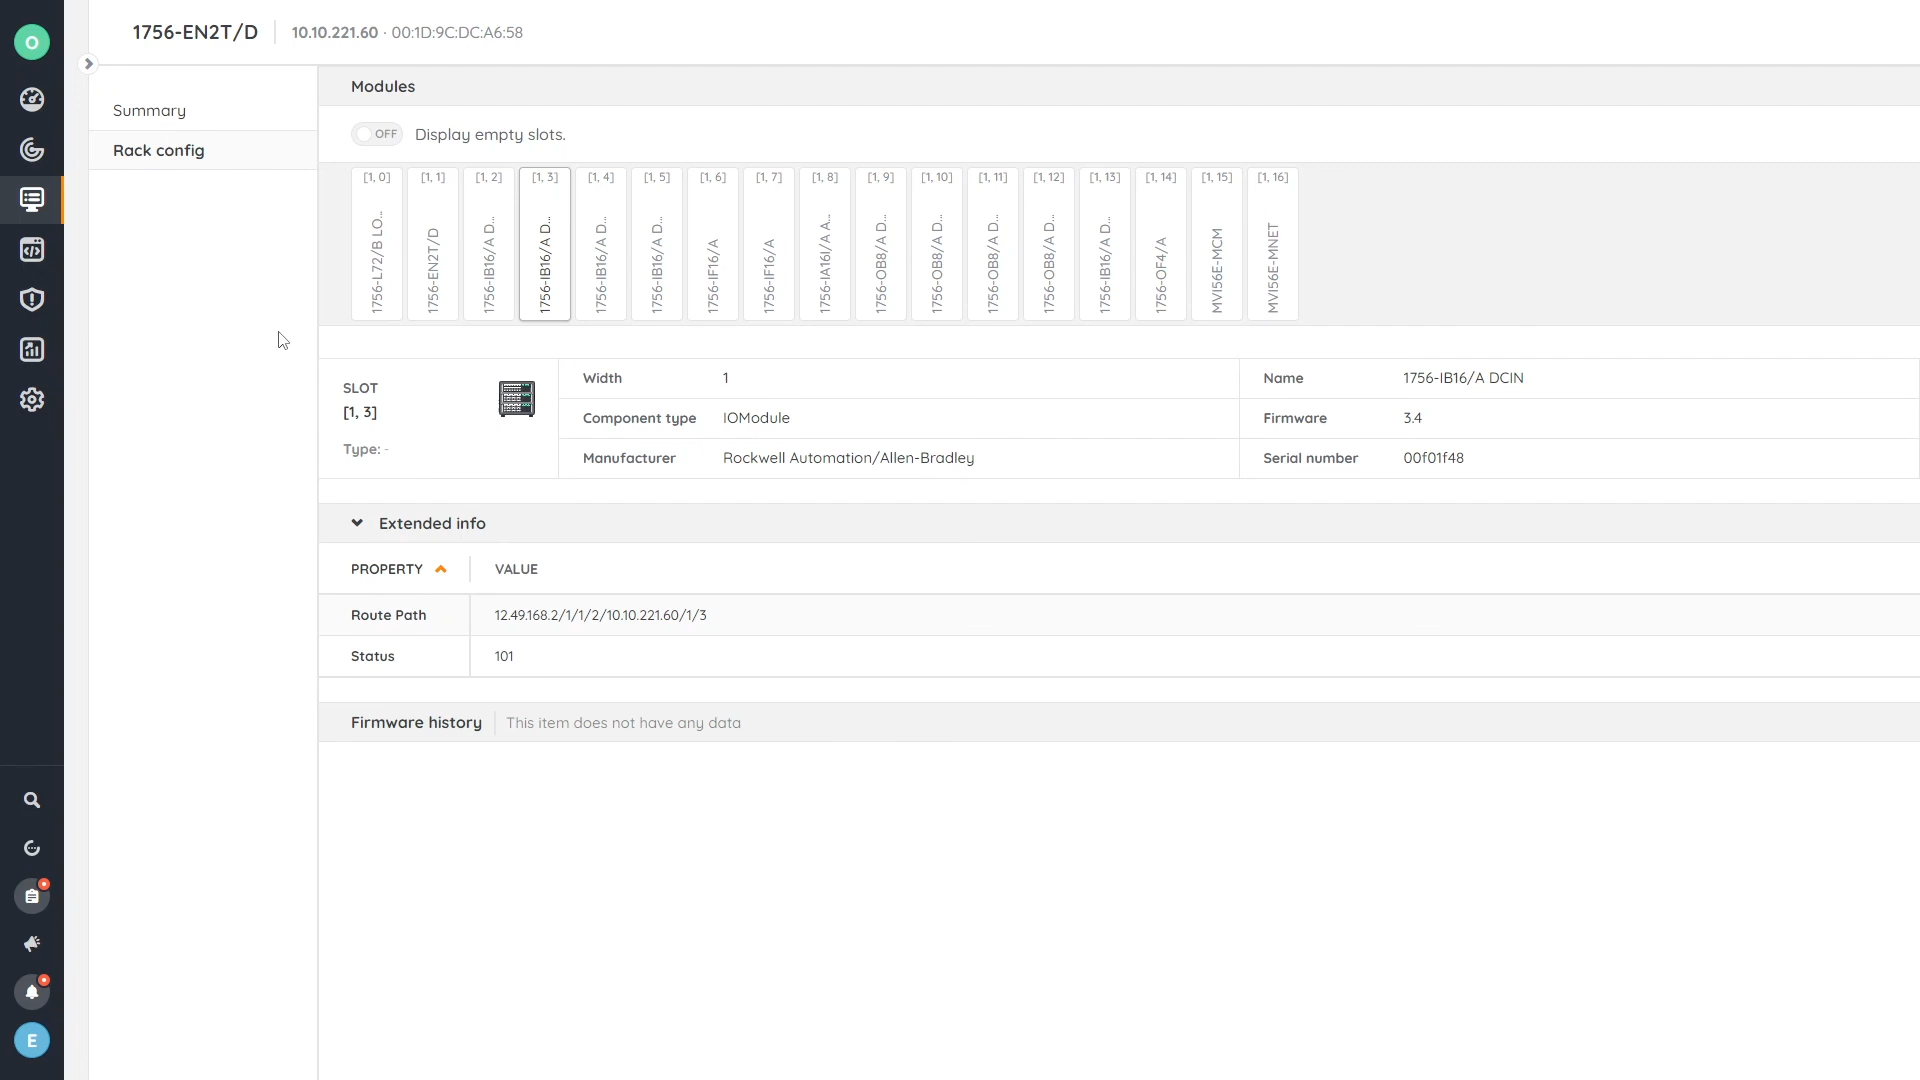 O
1756-EN2T/D
10.10.221.60 · 00:1D:9C:DC:A6:58
Summary
Rack config
Modules
OFF
Display empty slots.
[1, 0]
[1, 1]
[1, 2]
[1, 3]
[1, 4]
[1, 5]
[1, 6]
[1, 7]
[1, 8]
[1, 9]
[1, 10]
[1, 11]
[1, 12]
[1, 13]
[1, 14]
[1, 15]
[1, 16]
1756-L72/B LO...
1756-EN2T/D
1756-IB16/A D...
1756-IB16/A D...
1756-IB16/A D...
1756-IB16/A D...
1756-IF16/A
1756-IF16/A
1756-IA16I/A A...
1756-OB8/A D...
1756-OB8/A D...
1756-OB8/A D...
1756-OB8/A D...
1756-IB16/A D...
1756-OF4/A
MVI56E-MCM
MVI56E-MNET
SLOT
[1, 3]
Type: -
Width 1
Component type IOModule
Manufacturer Rockwell Automation/Allen-Bradley
Name 1756-IB16/A DCIN
Firmware 3.4
Serial number 00f01f48
Extended info
PROPERTY VALUE
Route Path 12.49.168.2/1/1/2/10.10.221.60/1/3
Status 101
Firmware history This item does not have any data
E